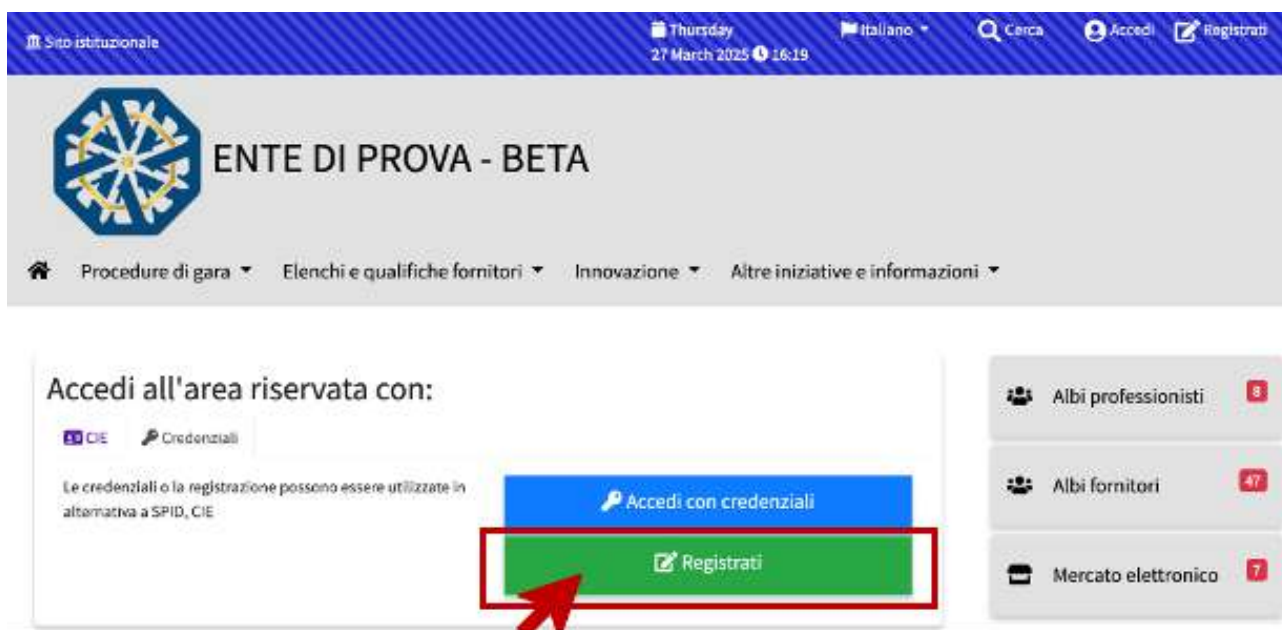 Sito istituzionale
Thursday
27 March 2025 16:19
Italiano
Cerca
Accedi
Registrati
ENTE DI PROVA - BETA
Procedure di gara
Elenchi e qualifiche fornitori
Innovazione
Altre iniziative e informazioni
Accedi all'area riservata con:
CIE
Credenziali
Le credenziali o la registrazione possono essere utilizzate in
alternativa a SPID, CIE
Accedi con credenziali
Registrati
Albi professionisti 8
Albi fornitori 47
Mercato elettronico 7